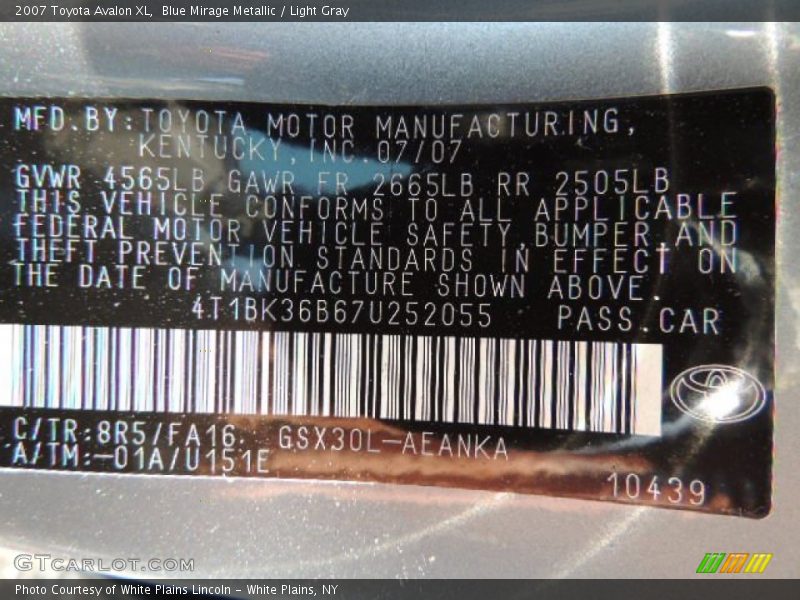 2007 Toyota Avalon XL, Blue Mirage Metallic / Light Gray
MFD.BY:TOYOTA MOTOR MANUFACTURING,
KENTUCKY,INC.07/07
GVWR 4565LB GAWR FR 2665LB RR 2505LB
THIS VEHICLE CONFORMS TO ALL APPLICABLE
FEDERAL MOTOR VEHICLE SAFETY,BUMPER,AND
THEFT PREVENTION STANDARDS IN EFFECT ON
THE DATE OF MANUFACTURE SHOWN ABOVE.
4T1BK36B67U252055 PASS.CAR
C/TR:8R5/FA16. GSX30L-AEANKA
A/TM:-01A/U151E
10439
GTCARLOT.COM
Photo Courtesy of White Plains Lincoln - White Plains, NY